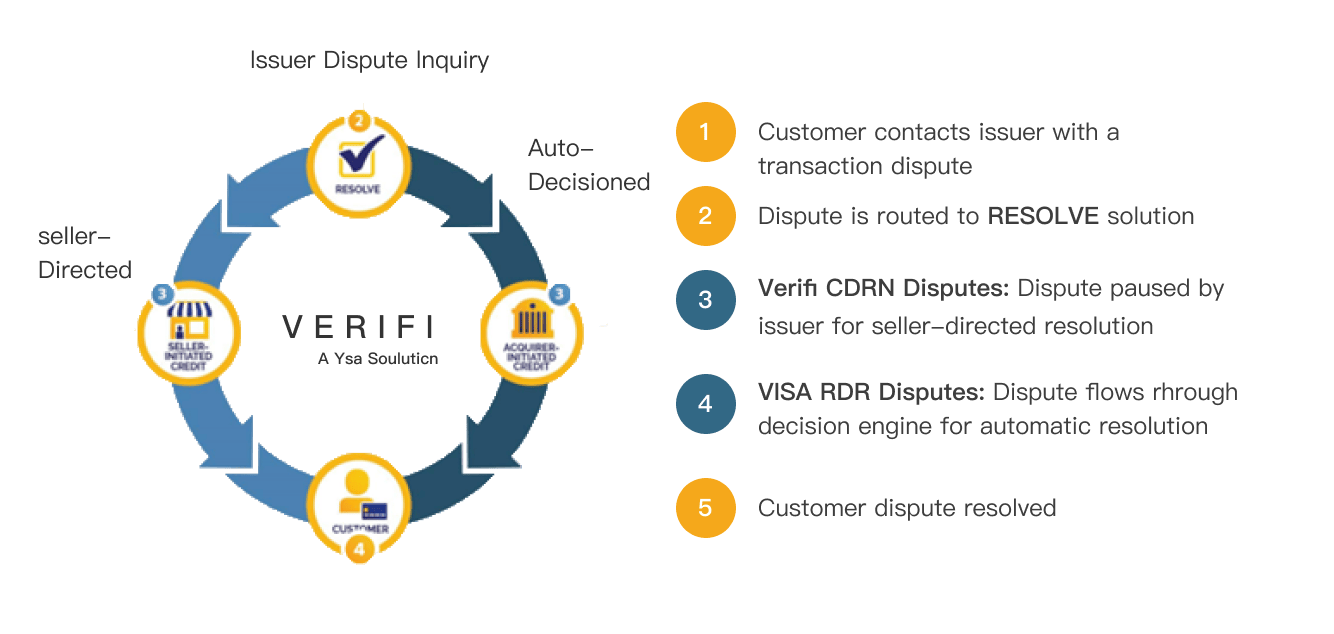 Issuer Dispute Inquiry
2
RESOLVE
Auto–
Decisioned
seller–
Directed
3
SELLER-
INITIATED
CREDIT
VERIFI
A Ysa Souluticn
3
ACQUIRER-
INITIATED
CREDIT
CUSTOMER
4
1
Customer contacts issuer with a
transaction dispute
2
Dispute is routed to RESOLVE solution
3
Verifi CDRN Disputes: Dispute paused by
issuer for seller–directed resolution
4
VISA RDR Disputes: Dispute flows rhrough
decision engine for automatic resolution
5
Customer dispute resolved